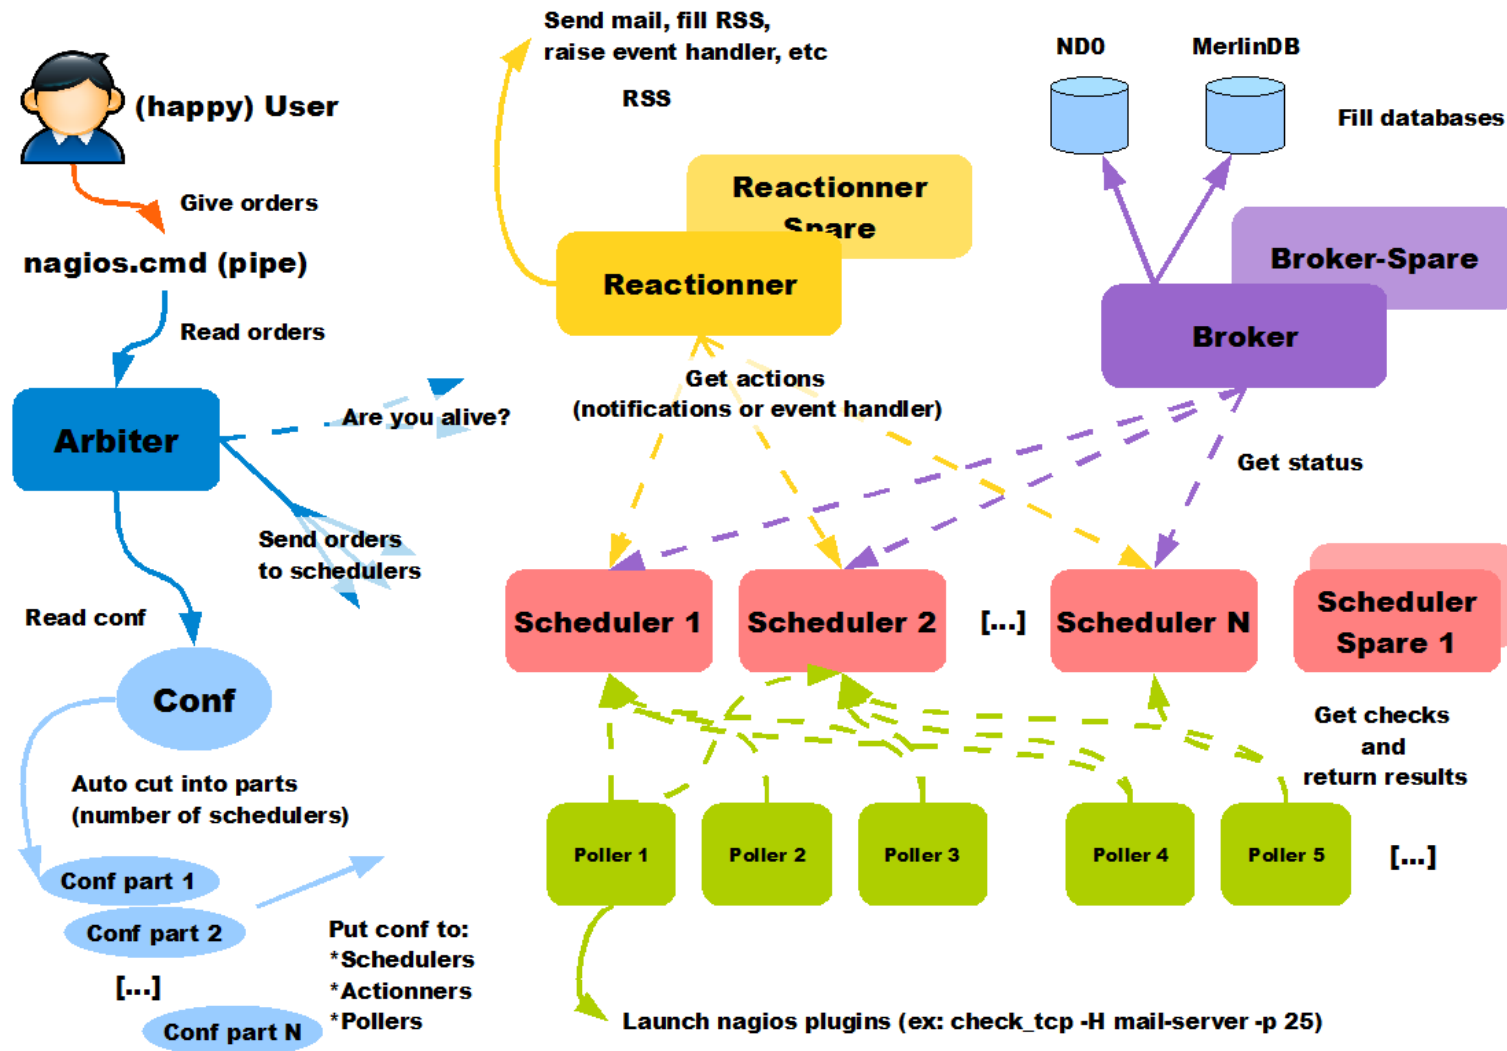 (happy) User
Give orders
nagios.cmd (pipe)
Read orders
Arbiter
Are you alive?
Send orders
to schedulers
Read conf
Conf
Auto cut into parts
(number of schedulers)
Conf part 1
Conf part 2
[...]
Conf part N
Put conf to:
*Schedulers
*Actionners
*Pollers
Send mail, fill RSS,
raise event handler, etc
RSS
Reactionner
Spare
Reactionner
Get actions
(notifications or event handler)
ND0
MerlinDB
Fill databases
Broker-Spare
Broker
Get status
Scheduler 1
Scheduler 2
[...]
Scheduler N
Scheduler
Spare 1
Get checks
and
return results
Poller 1
Poller 2
Poller 3
Poller 4
Poller 5
[...]
Launch nagios plugins (ex: check_tcp -H mail-server -p 25)